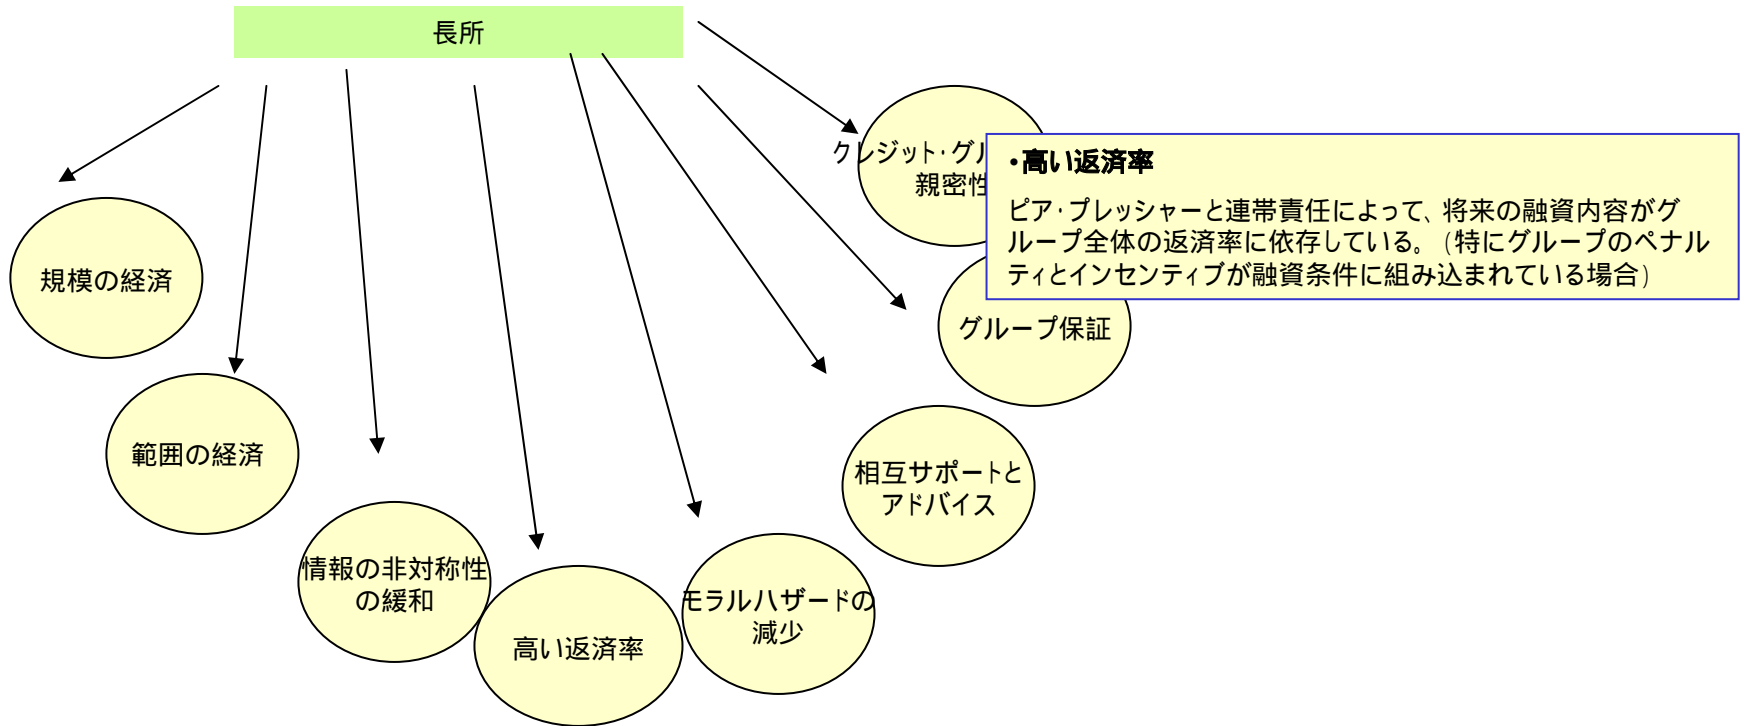 長所
クレジット・グル
親密性
・高い返済率
ピア・プレッシャーと連帯責任によって、将来の融資内容がグ
ループ全体の返済率に依存している。(特にグループのペナル
ティとインセンティブが融資条件に組み込まれている場合)
規模の経済
グループ保証
範囲の経済
相互サポートと
アドバイス
情報の非対称性
の緩和
高い返済率
モラルハザードの
減少